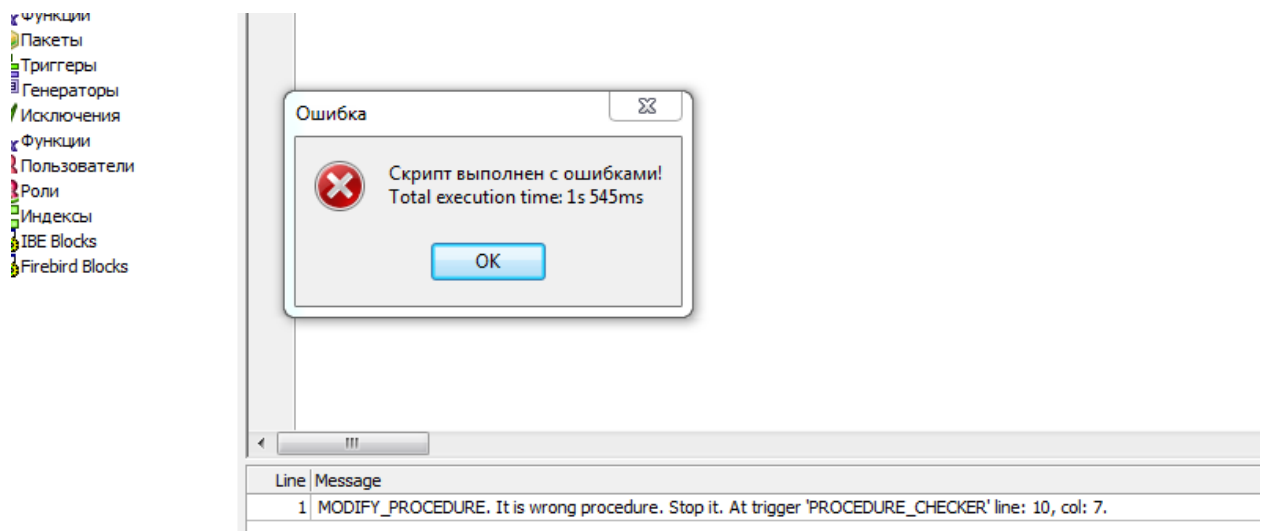 Функции
Пакеты
Триггеры
Генераторы
Исключения
Функции
Пользователи
Роли
Индексы
IBE Blocks
Firebird Blocks
Ошибка
Скрипт выполнен с ошибками!
Total execution time: 1s 545ms
OK
Line Message
1 MODIFY_PROCEDURE. It is wrong procedure. Stop it. At trigger 'PROCEDURE_CHECKER' line: 10, col: 7.